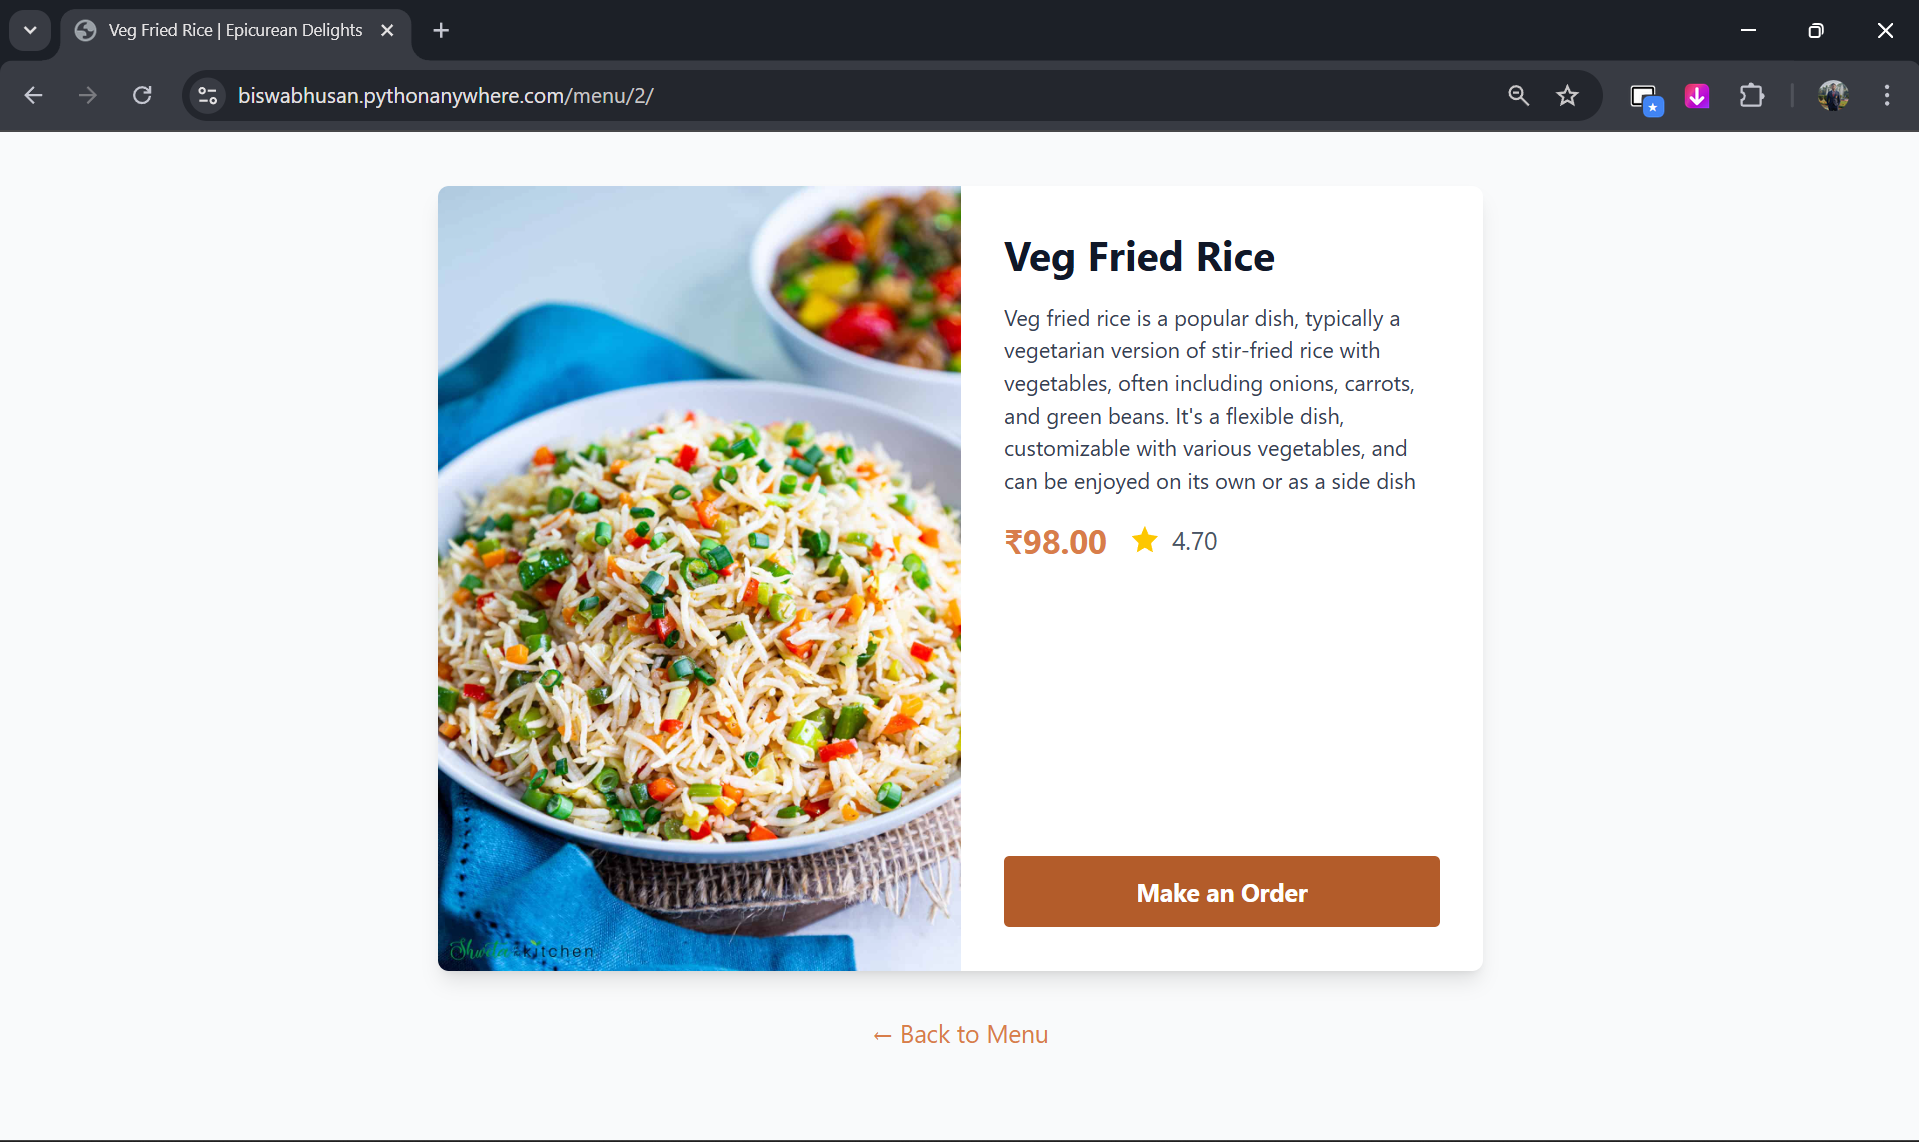 Veg Fried Rice | Epicurean Delights
biswabhusan.pythonanywhere.com/menu/2/
Veg Fried Rice
Veg fried rice is a popular dish, typically a
vegetarian version of stir-fried rice with
vegetables, often including onions, carrots,
and green beans. It's a flexible dish,
customizable with various vegetables, and
can be enjoyed on its own or as a side dish
₹98.00 4.70
Make an Order
kitchen
← Back to Menu